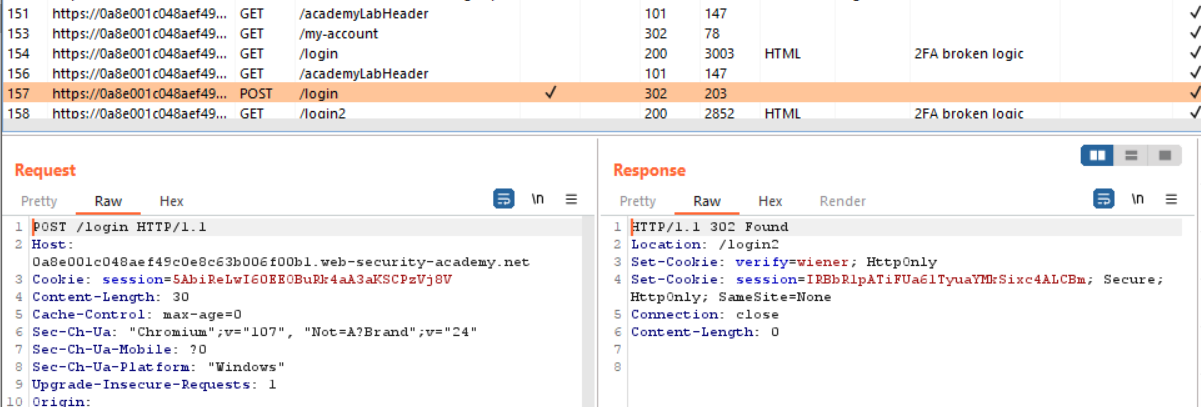 151 https://0a8e001c048aef49... GET /academyLabHeader 101 147 ✓
153 https://0a8e001c048aef49... GET /my-account 302 78 ✓
154 https://0a8e001c048aef49... GET /login 200 3003 HTML 2FA broken logic ✓
156 https://0a8e001c048aef49... GET /academyLabHeader 101 147 ✓
157 https://0a8e001c048aef49... POST /login ✓ 302 203 ✓
158 https://0a8e001c048aef49... GET /login2 200 2852 HTML 2FA broken logic ✓
Request
Pretty Raw Hex \n
1 POST /login HTTP/1.1
2 Host:
0a8e001c048aef49c0e8c63b006f00b1.web-security-academy.net
3 Cookie: session=5AbiReLwI6OEE0BuRk4aA3aKSCPzVj8V
4 Content-Length: 30
5 Cache-Control: max-age=0
6 Sec-Ch-Ua: "Chromium";v="107", "Not=A?Brand";v="24"
7 Sec-Ch-Ua-Mobile: ?0
8 Sec-Ch-Ua-Platform: "Windows"
9 Upgrade-Insecure-Requests: 1
10 Origin:
Response
Pretty Raw Hex Render \n
1 HTTP/1.1 302 Found
2 Location: /login2
3 Set-Cookie: verify=wiener; HttpOnly
4 Set-Cookie: session=IRBbRlpATiFUa6lTyuaYMkSixc4ALCBm; Secure;
HttpOnly; SameSite=None
5 Connection: close
6 Content-Length: 0
7
8